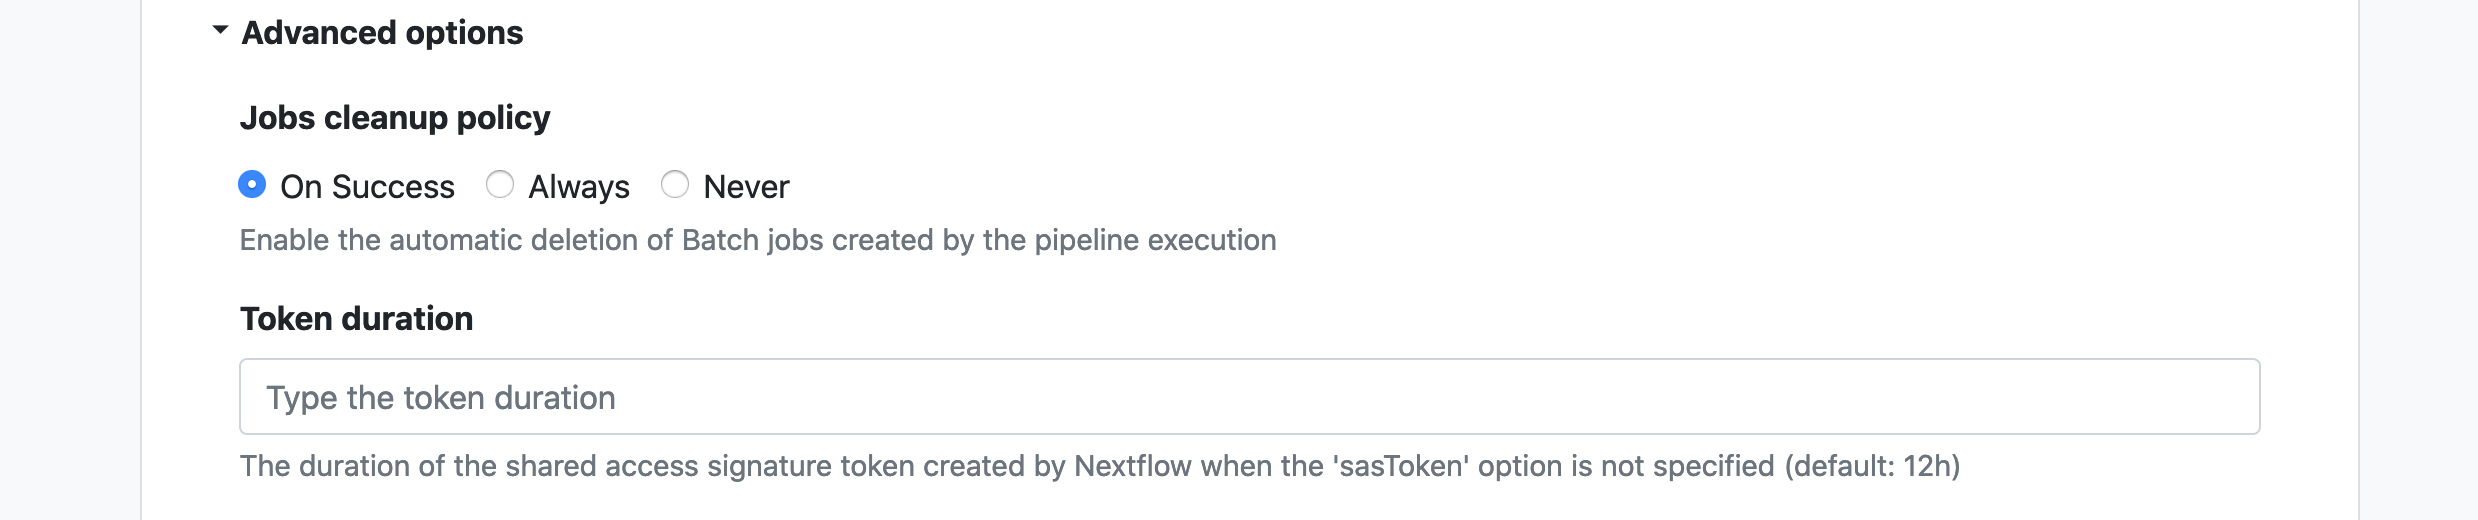 Advanced options
Jobs cleanup policy
On Success Always Never
Enable the automatic deletion of Batch jobs created by the pipeline execution
Token duration
Type the token duration
The duration of the shared access signature token created by Nextflow when the 'sasToken' option is not specified (default: 12h)